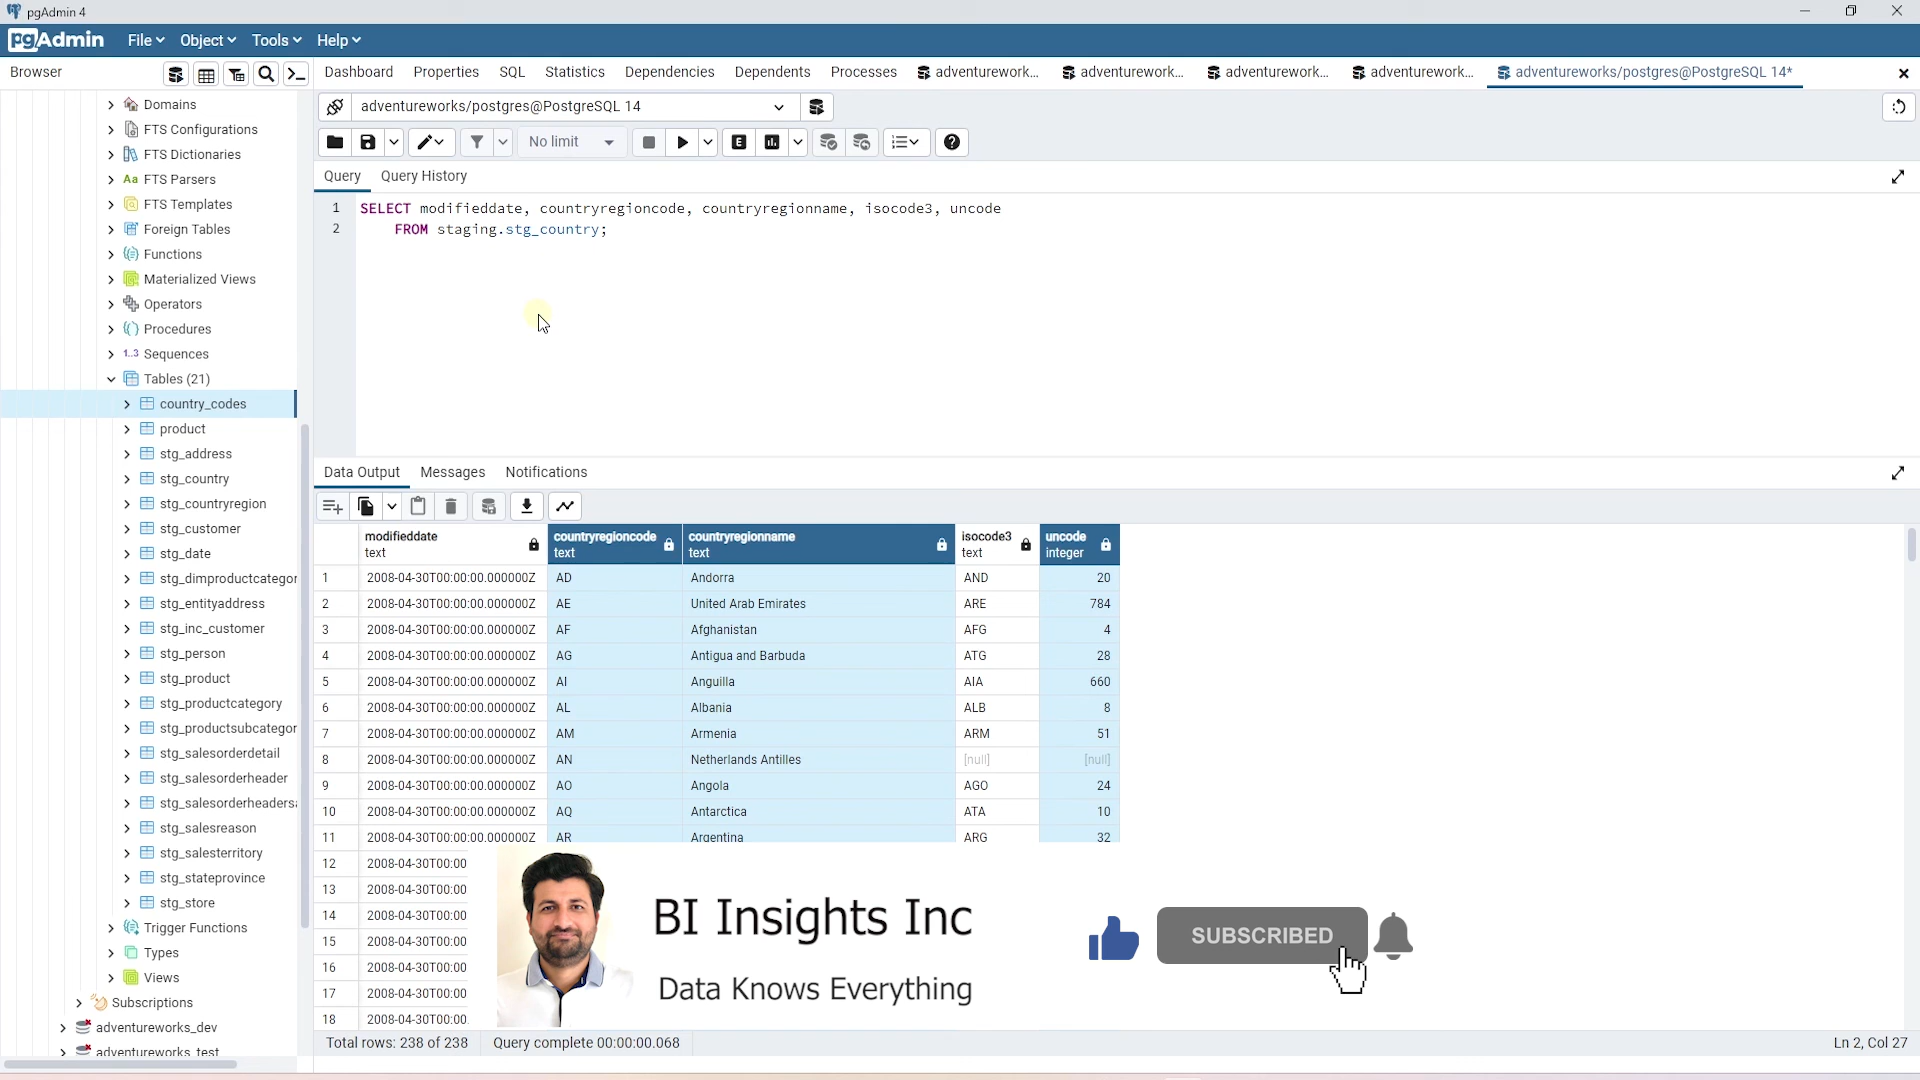 pgAdmin 4
pgAdmin File Object Tools Help
Browser
Dashboard Properties SQL Statistics Dependencies Dependents Processes adventurework... adventurework... adventurework... adventurework... adventureworks/postgres@PostgreSQL 14*
adventureworks/postgres@PostgreSQL 14
No limit
Query Query History
1 SELECT modifieddate, countryregioncode, countryregionname, isocode3, uncode
2 FROM staging.stg_country;
Domains
FTS Configurations
FTS Dictionaries
Aa FTS Parsers
FTS Templates
Foreign Tables
Functions
Materialized Views
Operators
Procedures
1..3 Sequences
Tables (21)
country_codes
product
stg_address
stg_country
stg_countryregion
stg_customer
stg_date
stg_dimproductcategor
stg_entityaddress
stg_inc_customer
stg_person
stg_product
stg_productcategory
stg_productsubcategor
stg_salesorderdetail
stg_salesorderheader
stg_salesorderheadersa
stg_salesreason
stg_salesterritory
stg_stateprovince
stg_store
Trigger Functions
Types
Views
Subscriptions
adventureworks_dev
adventureworks_test
Data Output Messages Notifications
modifieddate countryregioncode countryregionname isocode3 uncode
text text text text integer
1 2008-04-30T00:00:00.000000Z AD Andorra AND 20
2 2008-04-30T00:00:00.000000Z AE United Arab Emirates ARE 784
3 2008-04-30T00:00:00.000000Z AF Afghanistan AFG 4
4 2008-04-30T00:00:00.000000Z AG Antigua and Barbuda ATG 28
5 2008-04-30T00:00:00.000000Z AI Anguilla AIA 660
6 2008-04-30T00:00:00.000000Z AL Albania ALB 8
7 2008-04-30T00:00:00.000000Z AM Armenia ARM 51
8 2008-04-30T00:00:00.000000Z AN Netherlands Antilles [null] [null]
9 2008-04-30T00:00:00.000000Z AO Angola AGO 24
10 2008-04-30T00:00:00.000000Z AQ Antarctica ATA 10
11 2008-04-30T00:00:00.000000Z AR Argentina ARG 32
12 2008-04-30T00:00
13 2008-04-30T00:00
14 2008-04-30T00:00
15 2008-04-30T00:00
16 2008-04-30T00:00
17 2008-04-30T00:00
18 2008-04-30T00:00.
BI Insights Inc
Data Knows Everything
SUBSCRIBED
Total rows: 238 of 238 Query complete 00:00:00.068 Ln 2, Col 27